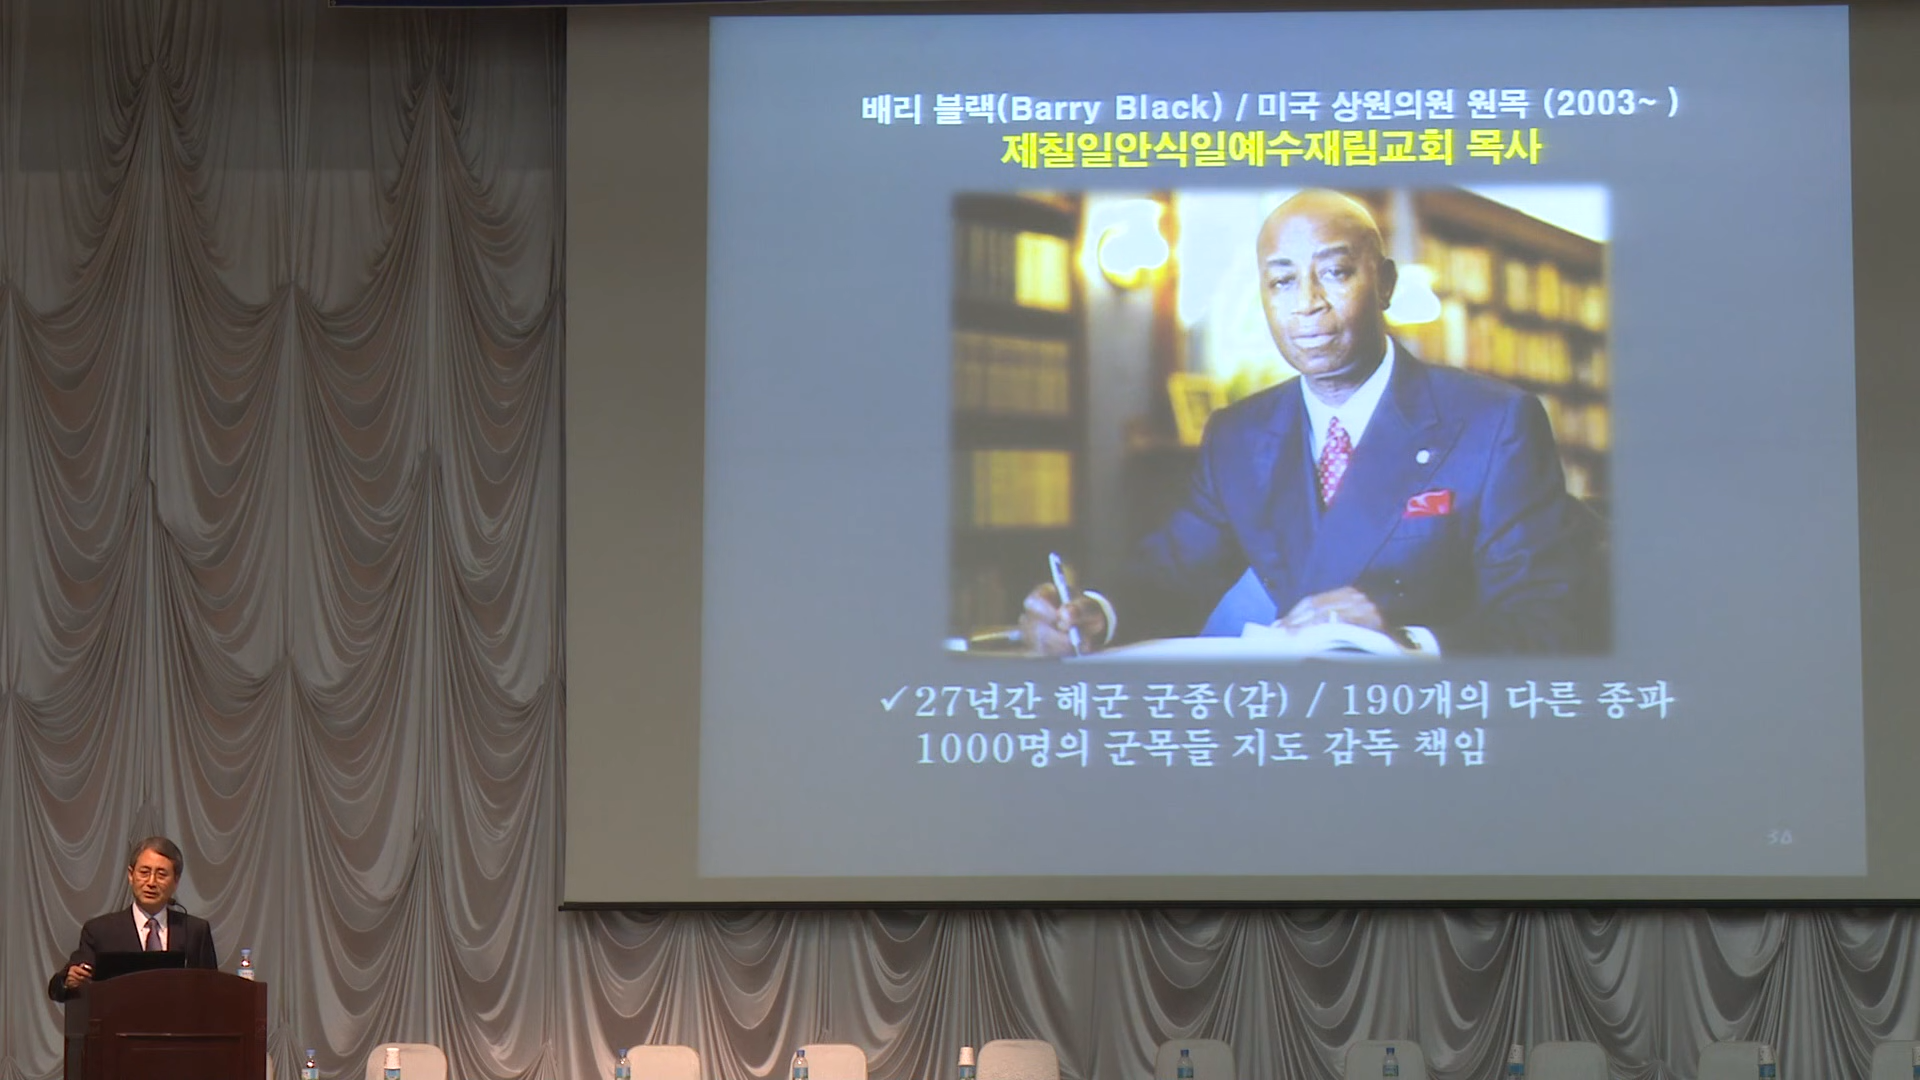 배리 블랙(Barry Black) / 미국 상원의원 원목 (2003~ )
제칠일안식일예수재림교회 목사
✓27년간 해군 군종(감) / 190개의 다른 종파
1000명의 군목들 지도 감독 책임